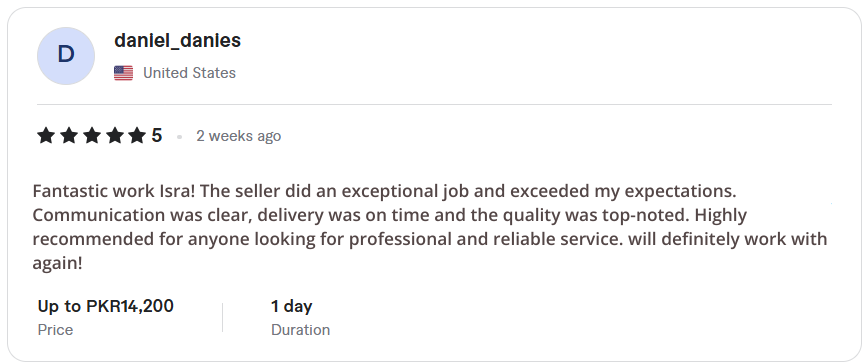 D
daniel_danies
United States
5
2 weeks ago
Fantastic work Isra! The seller did an exceptional job and exceeded my expectations.
Communication was clear, delivery was on time and the quality was top-noted. Highly
recommended for anyone looking for professional and reliable service. will definitely work with
again!
Up to PKR14,200
Price
1 day
Duration